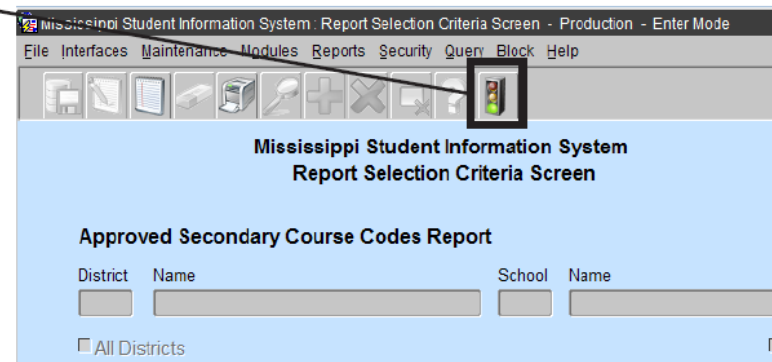 Mississippi Student Information System : Report Selection Criteria Screen - Production - Enter Mode
File Interfaces Maintenance Modules Reports Security Query Block Help
Mississippi Student Information System
Report Selection Criteria Screen
Approved Secondary Course Codes Report
District Name School Name
All Districts